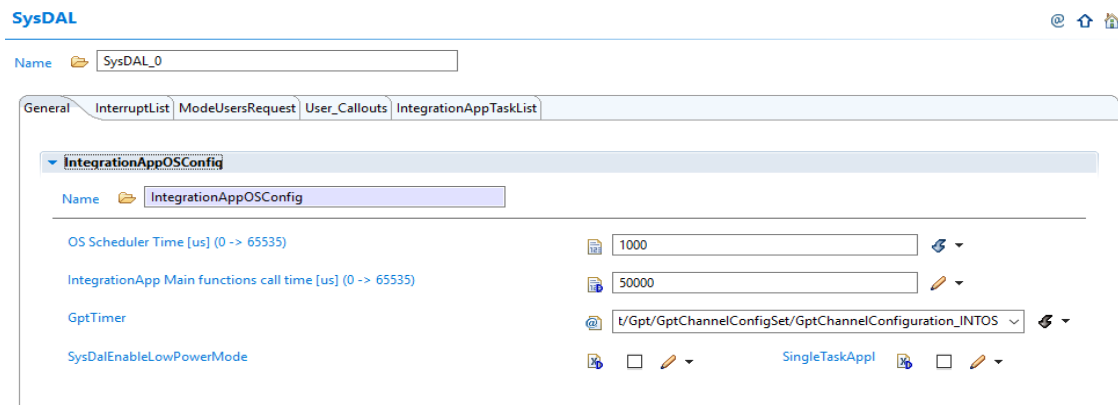 SysDAL
Name SysDAL_0
General InterruptList ModeUsersRequest User_Callouts IntegrationAppTaskList
IntegrationAppOSConfig
Name IntegrationAppOSConfig
OS Scheduler Time [us] (0 -> 65535) 1000
IntegrationApp Main functions call time [us] (0 -> 65535) 50000
GptTimer t/Gpt/GptChannelConfigSet/GptChannelConfiguration_INTOS
SysDalEnableLowPowerMode SingleTaskAppl